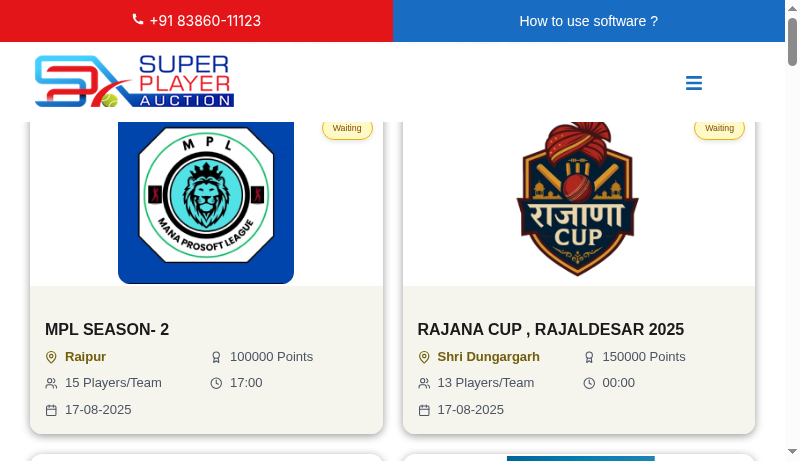 +91 83860-11123
How to use software ?
SUPER
PLAYER
AUCTION
Waiting
Waiting
MPL
MANA PROSOFT LEAGUE
राजाणा
CUP
MPL SEASON- 2
Raipur
100000 Points
15 Players/Team
17:00
17-08-2025
RAJANA CUP , RAJALDESAR 2025
Shri Dungargarh
150000 Points
13 Players/Team
00:00
17-08-2025